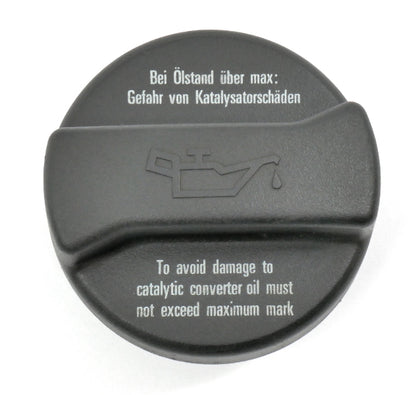 Bei Ölstand über max:
Gefahr von Katalysatorschäden
To avoid damage to
catalytic converter oil must
not exceed maximum mark